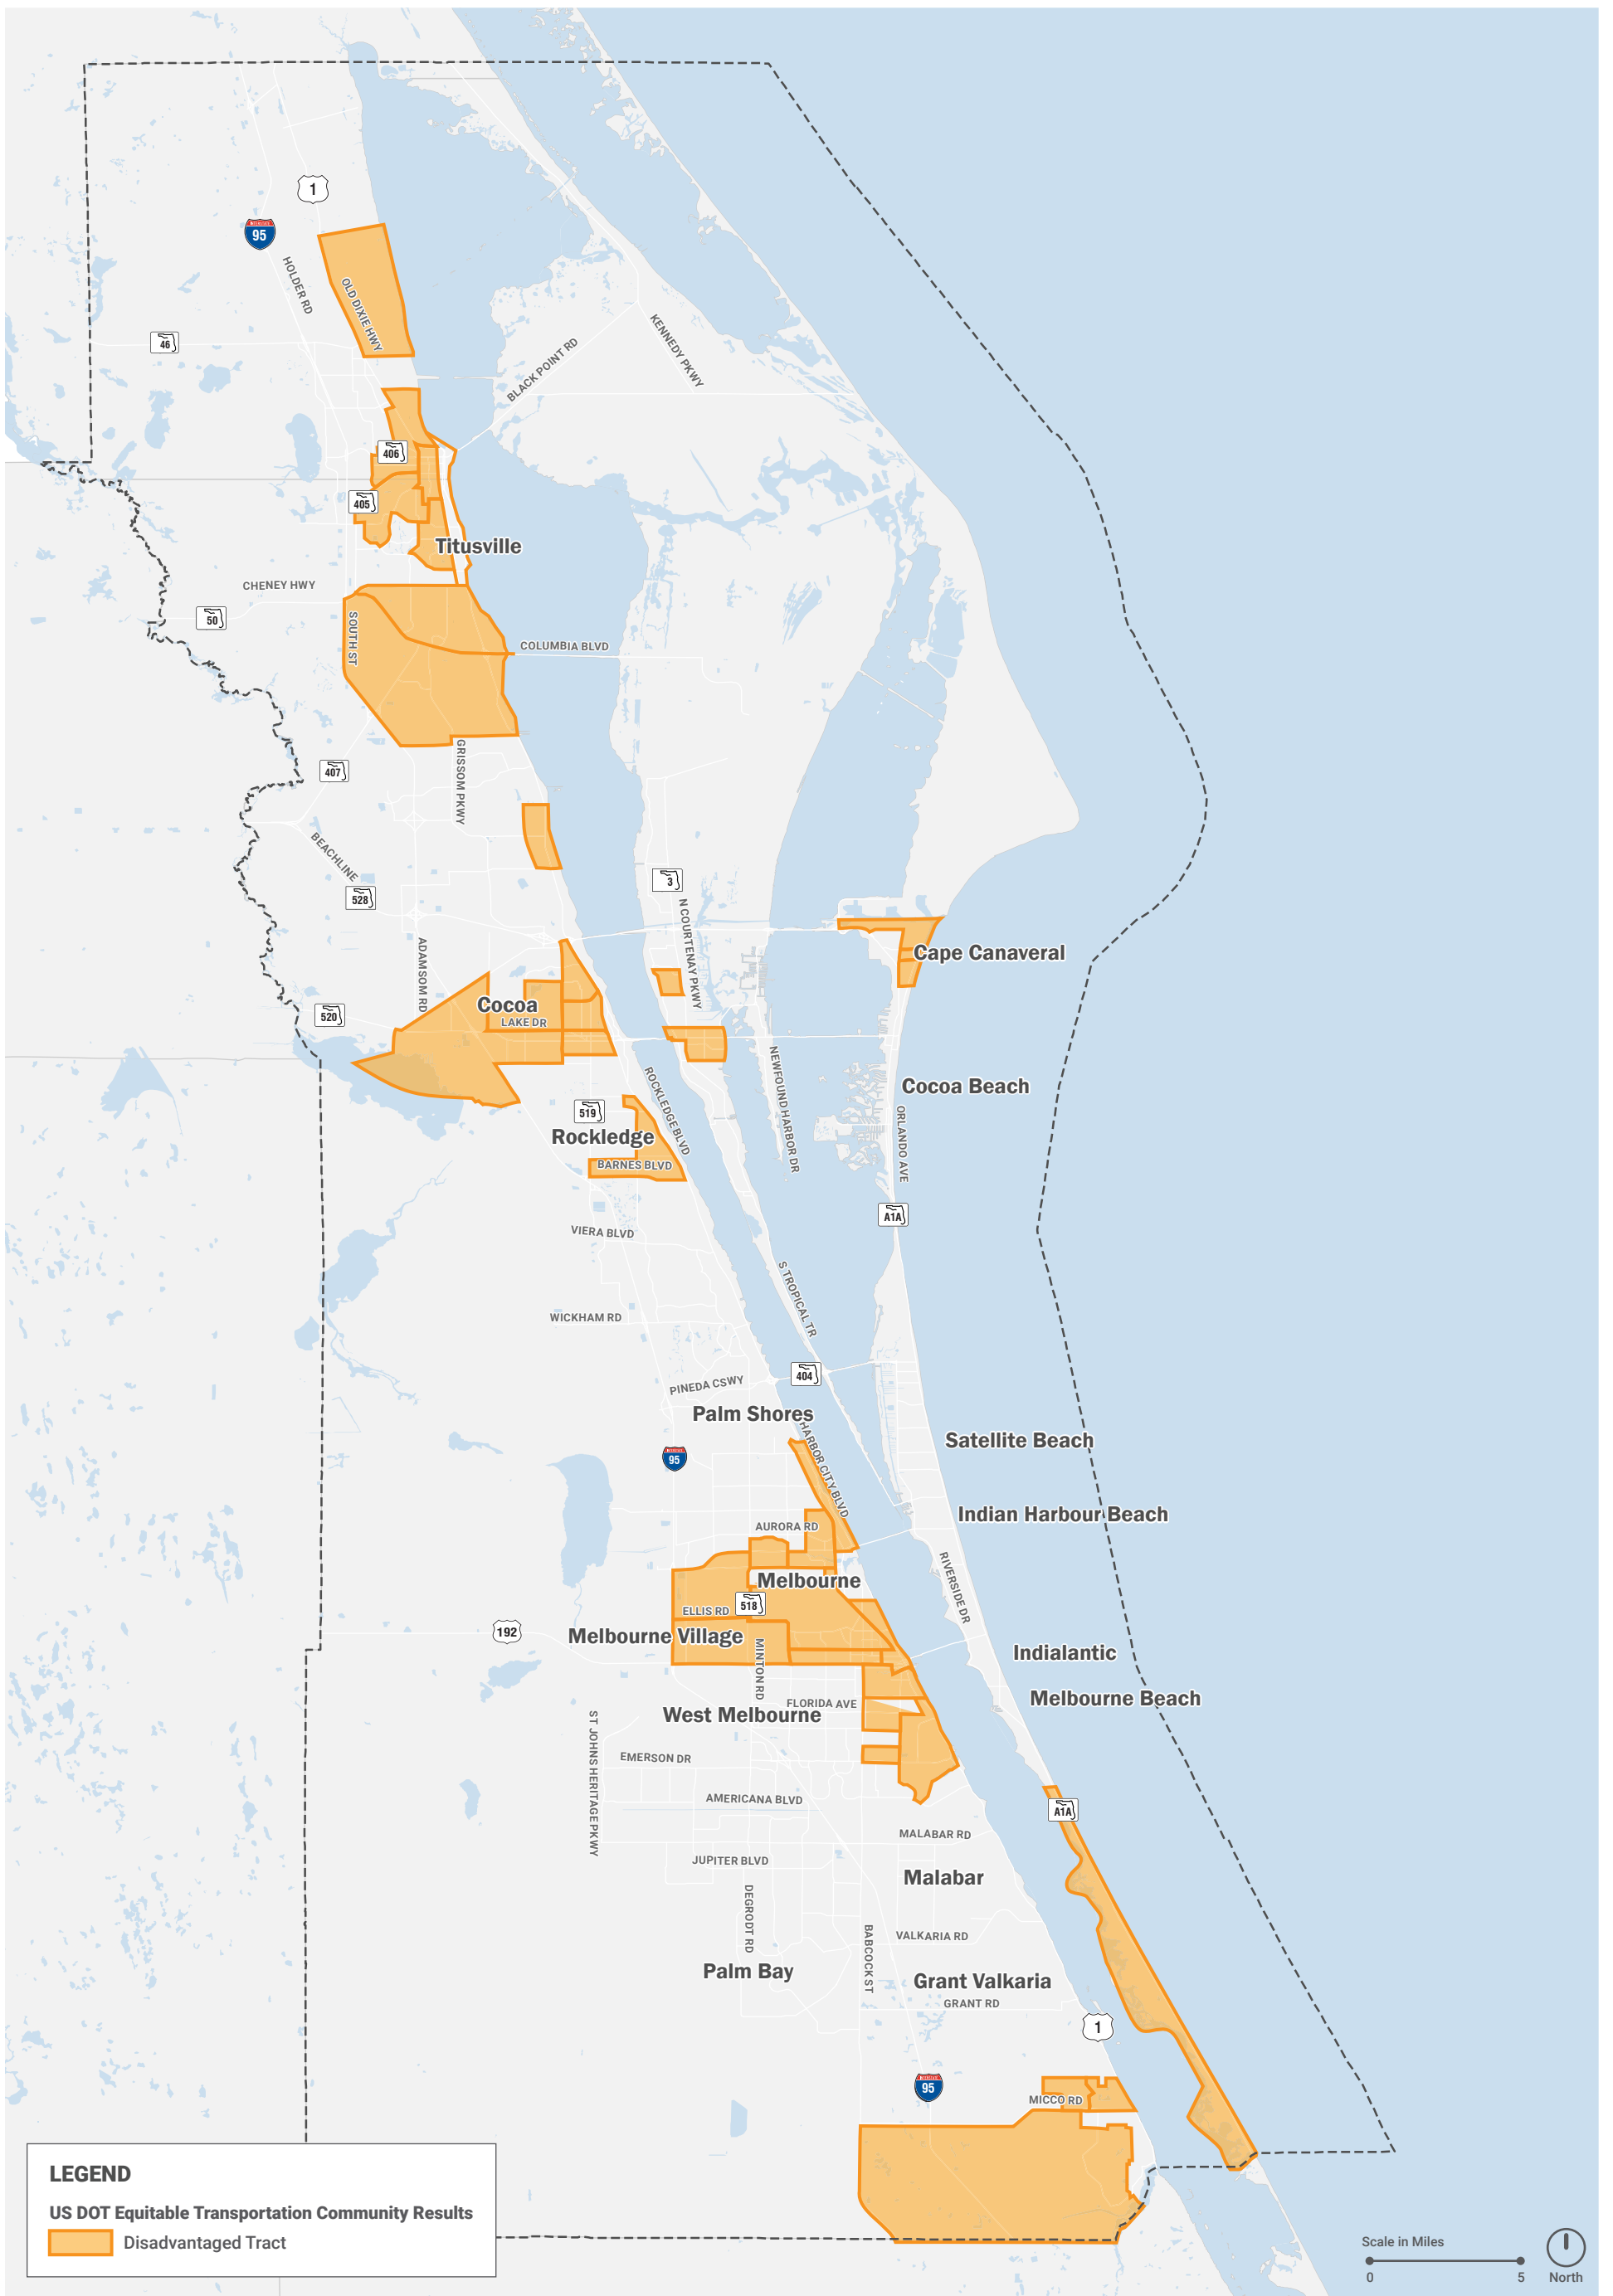 1
INTERSTATE
95
HOLDER RD
OLD DIXIE HWY
46
KENNEDY PKWY
BLACK POINT RD
406
405
Titusville
CHENEY HWY
50
SOUTH ST
COLUMBIA BLVD
GRISSOM PKWY
407
BEACHLINE
528
3
N COURTENAY PKWY
ADAMSOM RD
Cape Canaveral
Cocoa
LAKE DR
520
NEWFOUND HARBOR DR
ROCKLEDGE BLVD
Cocoa Beach
519
ORLANDO AVE
Rockledge
BARNES BLVD
A1A
VIERA BLVD
S TROPICAL TR
WICKHAM RD
404
PINEDA CSWY
Palm Shores
HARBOR CITY BLVD
Satellite Beach
95
Indian Harbour Beach
AURORA RD
RIVERSIDE DR
Melbourne
518
ELLIS RD
192
Melbourne Village
MINTON RD
Indialantic
Melbourne Beach
FLORIDA AVE
West Melbourne
ST JOHNS HERITAGE PKWY
EMERSON DR
AMERICANA BLVD
A1A
MALABAR RD
JUPITER BLVD
Malabar
DEGRODT RD
BABCOCK ST
VALKARIA RD
Palm Bay
Grant Valkaria
GRANT RD
1
95
MICCO RD
LEGEND
US DOT Equitable Transportation Community Results
Disadvantaged Tract
Scale in Miles
0 5 North